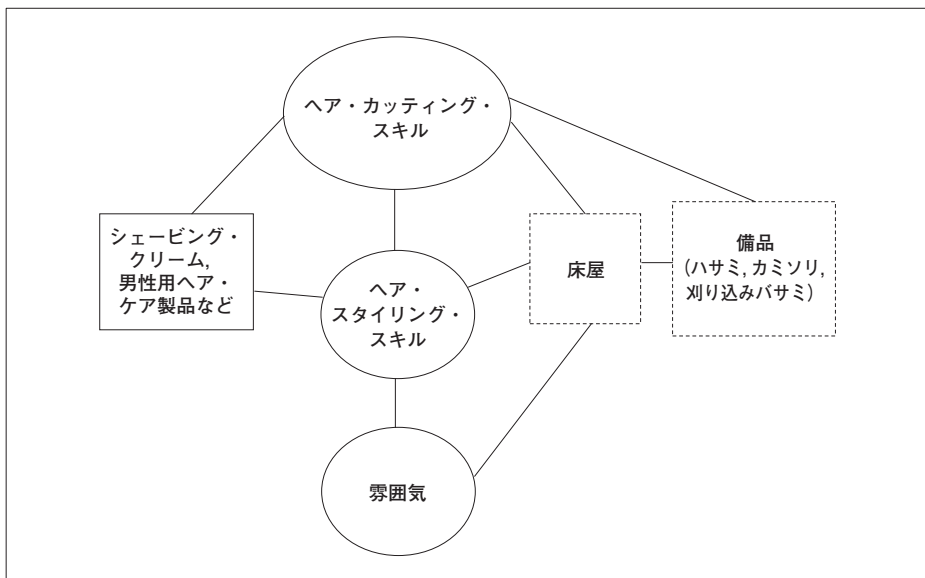 ヘア・カッティング・
スキル
シェービング・
クリーム,
男性用ヘア・
ケア製品など
ヘア・
スタイリング・
スキル
床屋
備品
(ハサミ, カミソリ,
刈り込みバサミ)
雰囲気